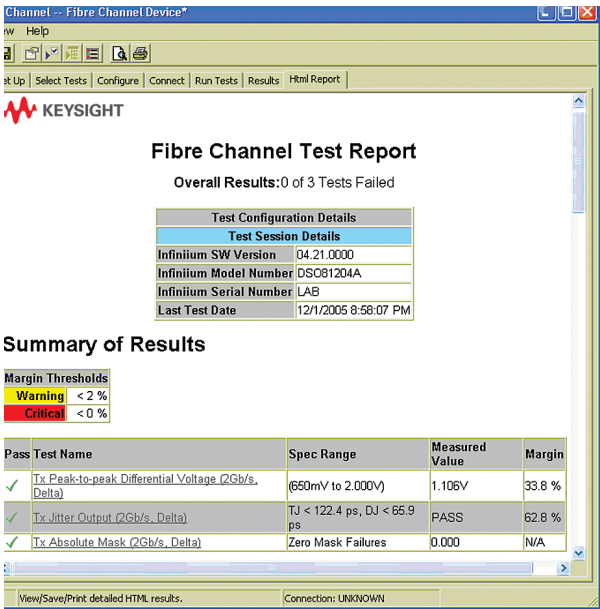 Channel -- Fibre Channel Device*
ew Help
et Up Select Tests Configure Connect Run Tests Results Html Report
KEYSIGHT
Fibre Channel Test Report
Overall Results:0 of 3 Tests Failed
Test Configuration Details
Test Session Details
Infiniium SW Version 04.21.0000
Infiniium Model Number DSO81204A
Infiniium Serial Number LAB
Last Test Date 12/1/2005 8:58:07 PM
Summary of Results
Margin Thresholds
Warning < 2 %
Critical < 0 %
Pass Test Name Spec Range Measured Value Margin
Tx Peak-to-peak Differential Voltage (2Gb/s, Delta) (650mV to 2.000V) 1.106V 33.8 %
Tx Jitter Output (2Gb/s, Delta) TJ < 122.4 ps, DJ < 65.9 ps PASS 62.8 %
Tx Absolute Mask (2Gb/s, Delta) Zero Mask Failures 0.000 N/A
View/Save/Print detailed HTML results. Connection: UNKNOWN